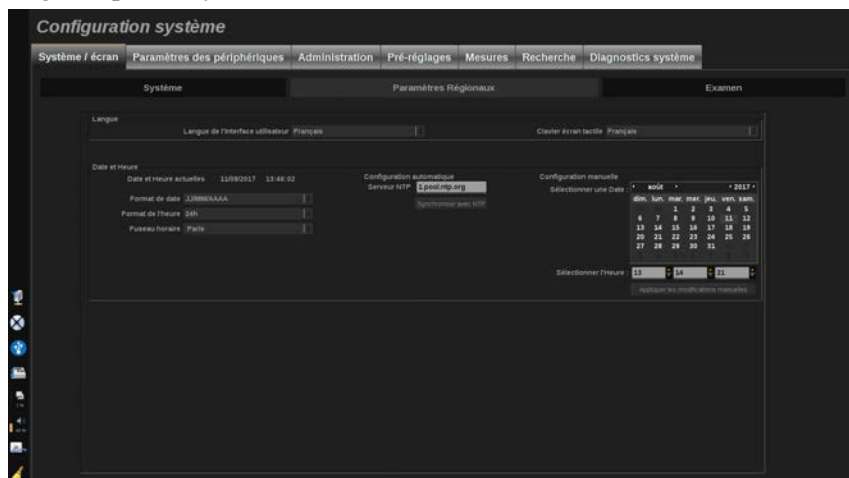 Configuration système
Système / écran Paramètres des périphériques Administration Pré-réglages Mesures Recherche Diagnostics système
Système Paramètres Régionaux Examen
Langue
Langue de l'interface utilisateur Français Clavier écran tactile Français
Date et Heure
Date et Heure actuelles 11/08/2017 13:48:02
Format de date JJ/MM/AAAA
Format de l'heure 24h
Fuseau horaire Paris
Configuration automatique
Serveur NTP 1.pool.ntp.org
Synchroniser avec NTP
Configuration manuelle
Sélectionner une Date :
août 2017
dim. lun. mar. mer. jeu. ven. sam.
1 2 3 4 5
6 7 8 9 10 11 12
13 14 15 16 17 18 19
20 21 22 23 24 25 26
27 28 29 30 31
Sélectionner l'Heure : 13 14 21
Appliquer les modifications manuelles